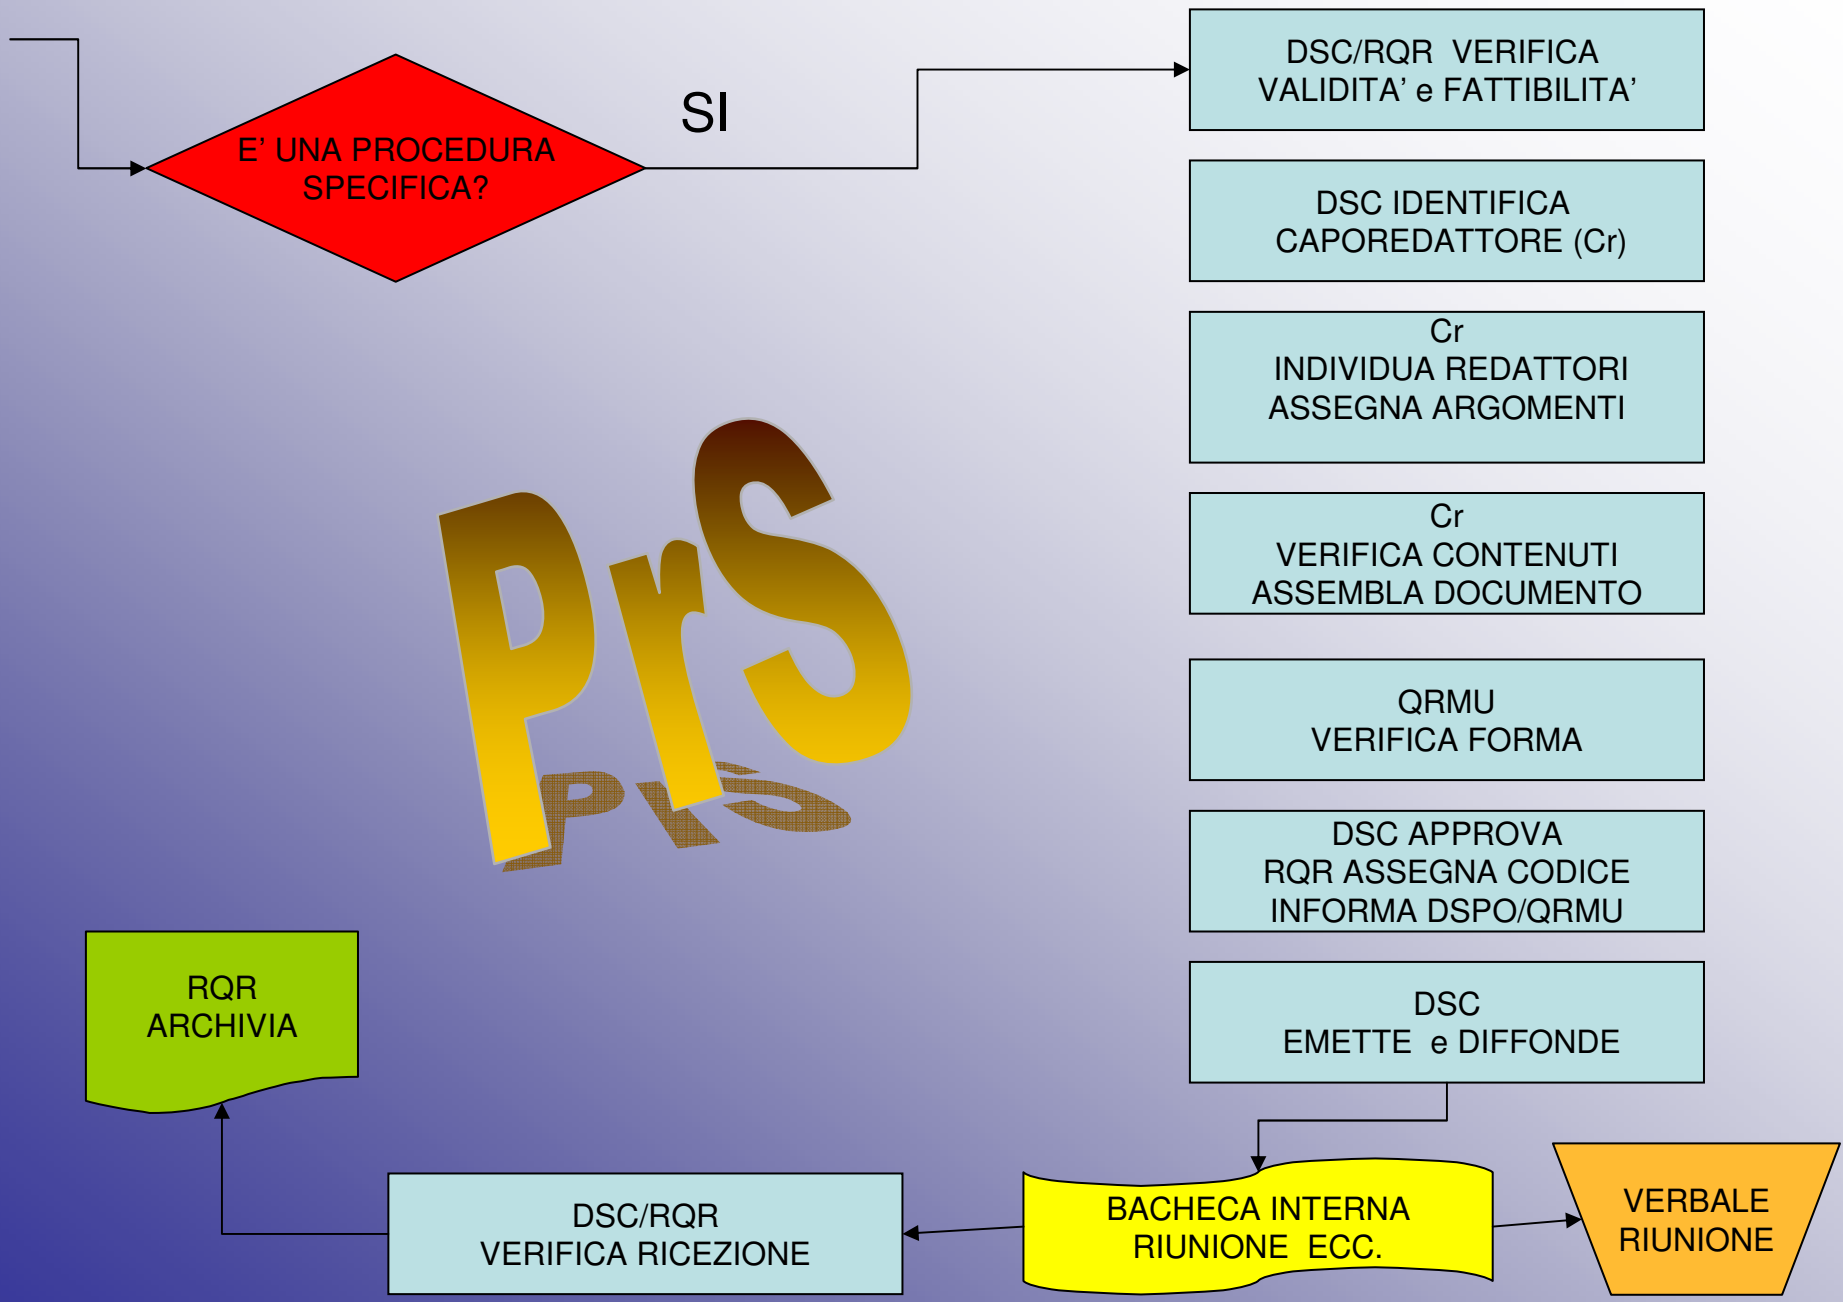 E' UNA PROCEDURA
SPECIFICA?
SI
DSC/RQR VERIFICA
VALIDITA' e FATTIBILITA'
DSC IDENTIFICA
CAPOREDATTORE (Cr)
Cr
INDIVIDUA REDATTORI
ASSEGNA ARGOMENTI
Cr
VERIFICA CONTENUTI
ASSEMBLA DOCUMENTO
PrS
QRMU
VERIFICA FORMA
DSC APPROVA
RQR ASSEGNA CODICE
INFORMA DSPO/QRMU
DSC
EMETTE e DIFFONDE
BACHECA INTERNA
RIUNIONE ECC.
VERBALE
RIUNIONE
DSC/RQR
VERIFICA RICEZIONE
RQR
ARCHIVIA